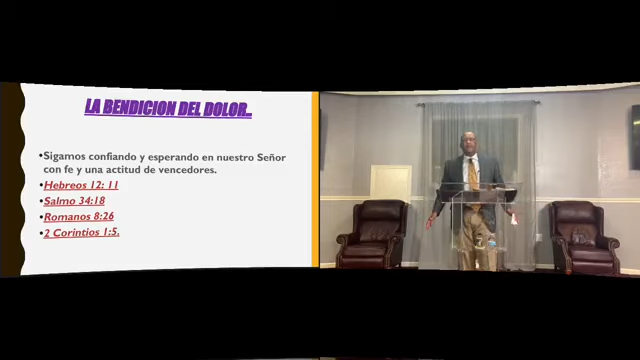 LA BENDICION DEL DOLOR..
•Sigamos confiando y esperando en nuestro Señor
con fe y una actitud de vencedores.
•Hebreos 12: 11
•Salmo 34:18
•Romanos 8:26
•2 Corintios 1:5.